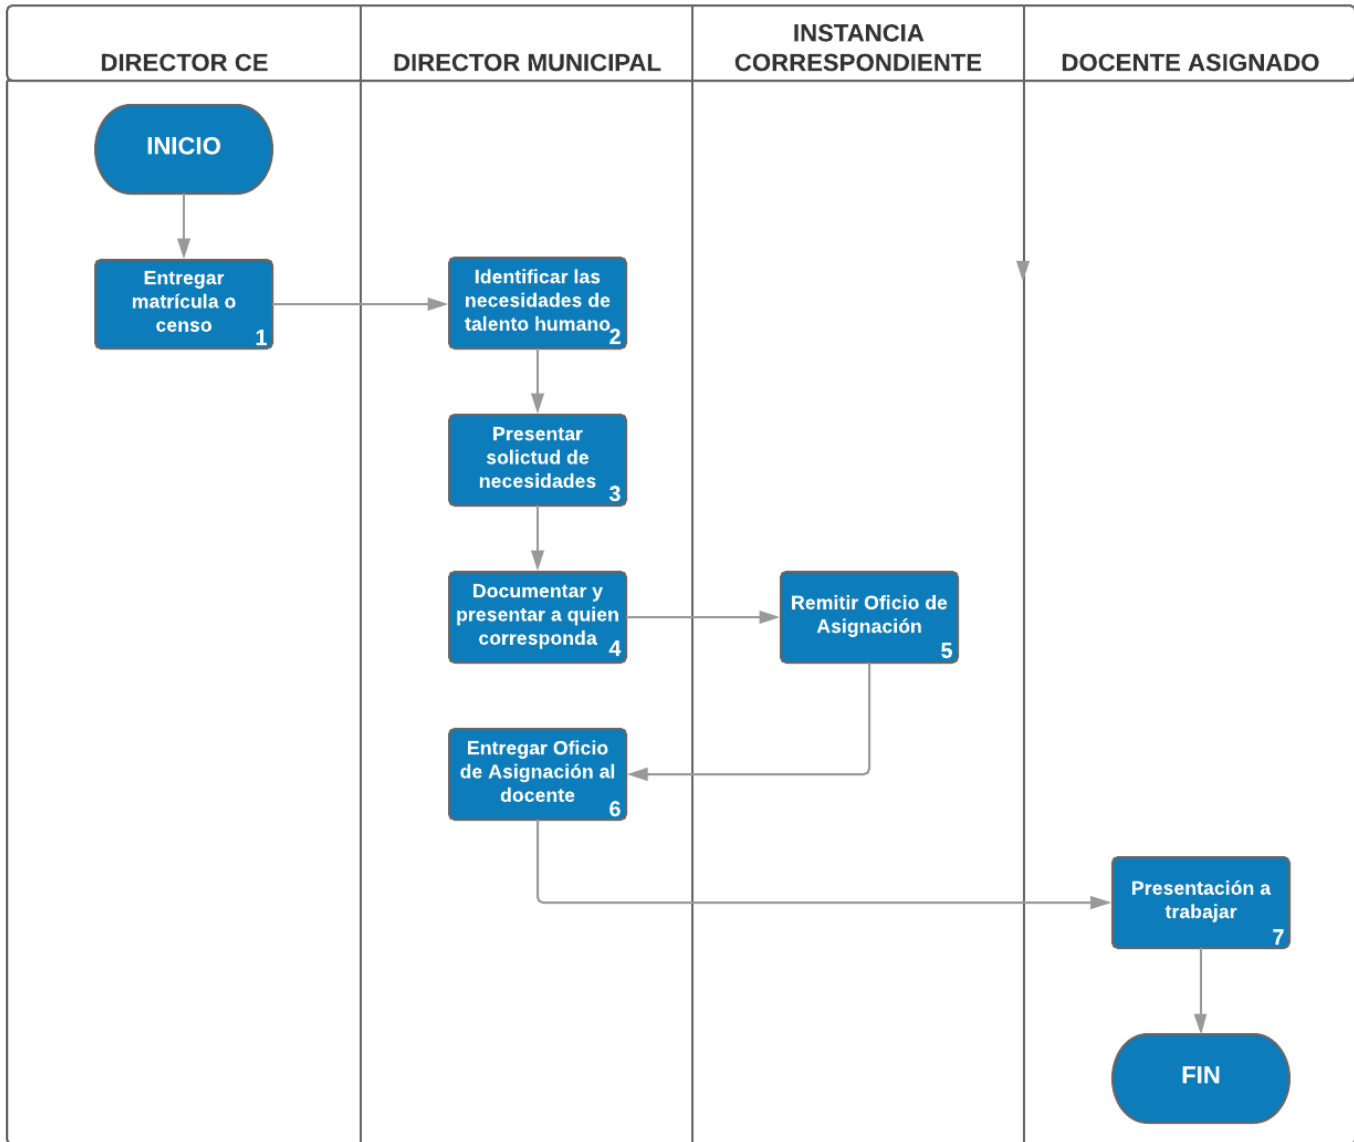 DIRECTOR CE
DIRECTOR MUNICIPAL
INSTANCIA
CORRESPONDIENTE
DOCENTE ASIGNADO
INICIO
Entregar
matrícula o
censo
1
Identificar las
necesidades de
talento humano
2
Presentar
solictud de
necesidades
3
Documentar y
presentar a quien
corresponda
4
Remitir Oficio de
Asignación
5
Entregar Oficio
de Asignación al
docente
6
Presentación a
trabajar
7
FIN